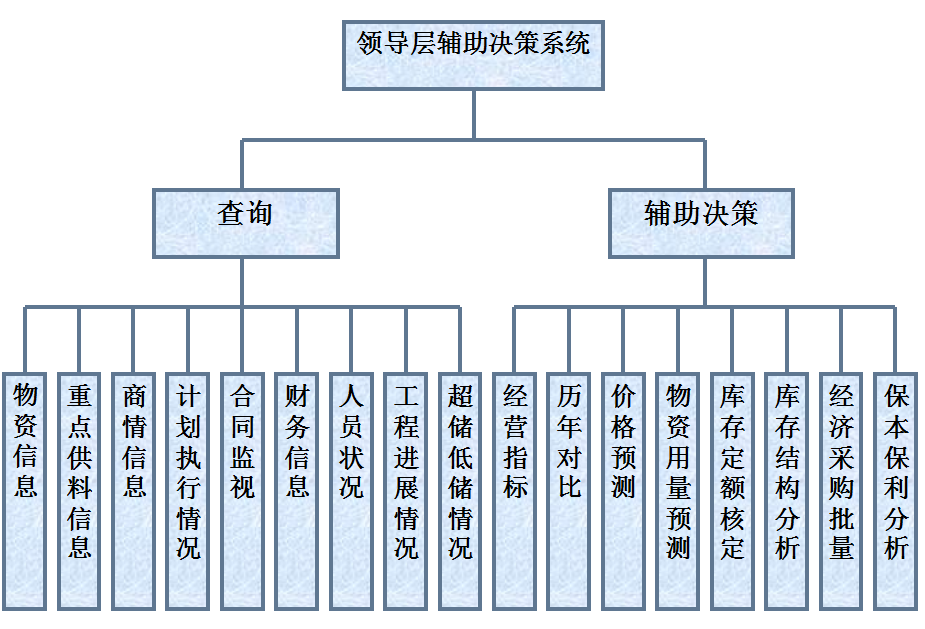 领导层辅助决策系统
查询
辅助决策
物资信息
重点供料信息
商情信息
计划执行情况
合同监视
财务信息
人员状况
工程进展情况
超储低储情况
经营指标
历年对比
价格预测
物资用量预测
库存定额核定
库存结构分析
经济采购批量
保本保利分析